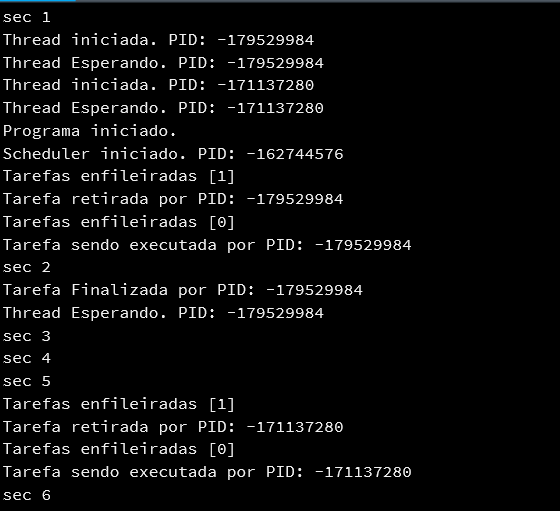 sec 1
Thread iniciada. PID: -179529984
Thread Esperando. PID: -179529984
Thread iniciada. PID: -171137280
Thread Esperando. PID: -171137280
Programa iniciado.
Scheduler iniciado. PID: -162744576
Tarefas enfileiradas [1]
Tarefa retirada por PID: -179529984
Tarefas enfileiradas [0]
Tarefa sendo executada por PID: -179529984
sec 2
Tarefa Finalizada por PID: -179529984
Thread Esperando. PID: -179529984
sec 3
sec 4
sec 5
Tarefas enfileiradas [1]
Tarefa retirada por PID: -171137280
Tarefas enfileiradas [0]
Tarefa sendo executada por PID: -171137280
sec 6